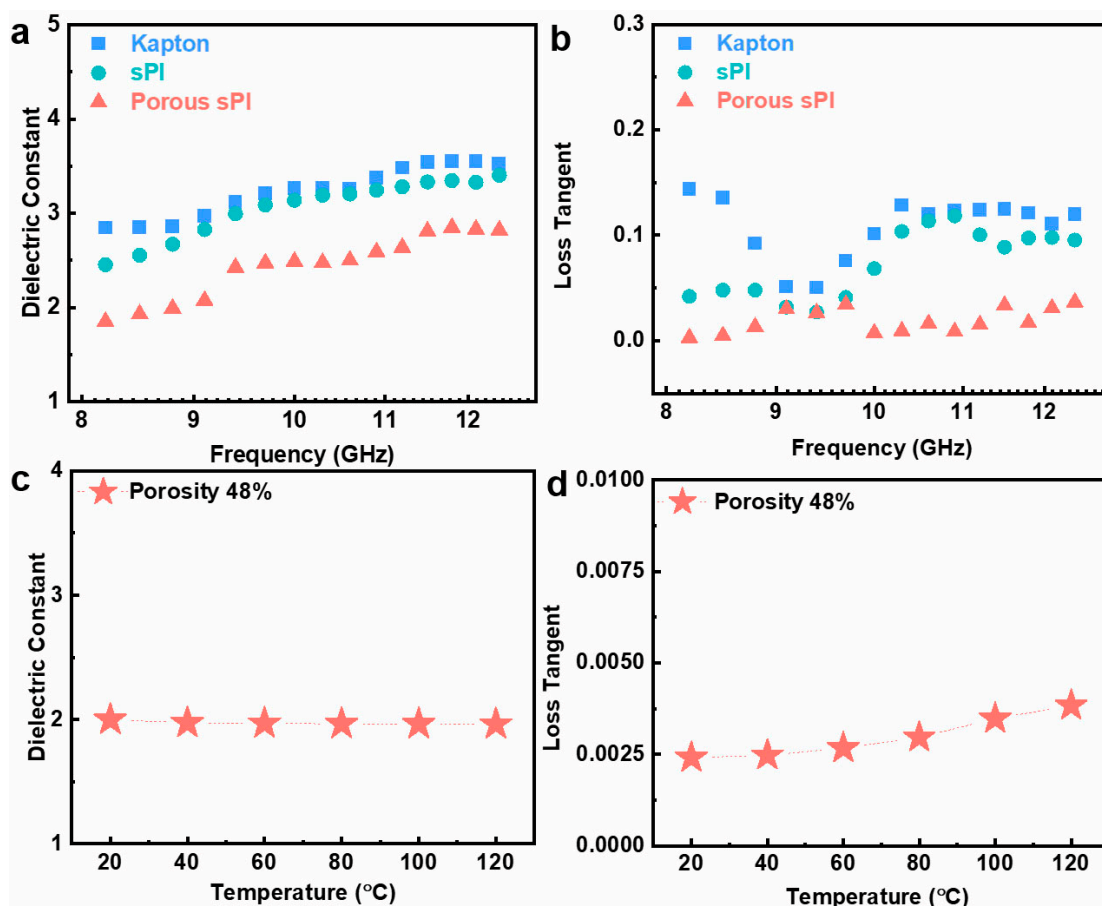 a
5
4
3
2
1
Dielectric Constant
Kapton
sPI
Porous sPI
8
9
10
11
12
Frequency (GHz)
b
0.3
0.2
0.1
0.0
Loss Tangent
Kapton
sPI
Porous sPI
8
9
10
11
12
Frequency (GHz)
c
4
3
2
1
Dielectric Constant
Porosity 48%
20
40
60
80
100
120
Temperature (°C)
d
0.0100
0.0075
0.0050
0.0025
0.0000
Loss Tangent
Porosity 48%
20
40
60
80
100
120
Temperature (°C)